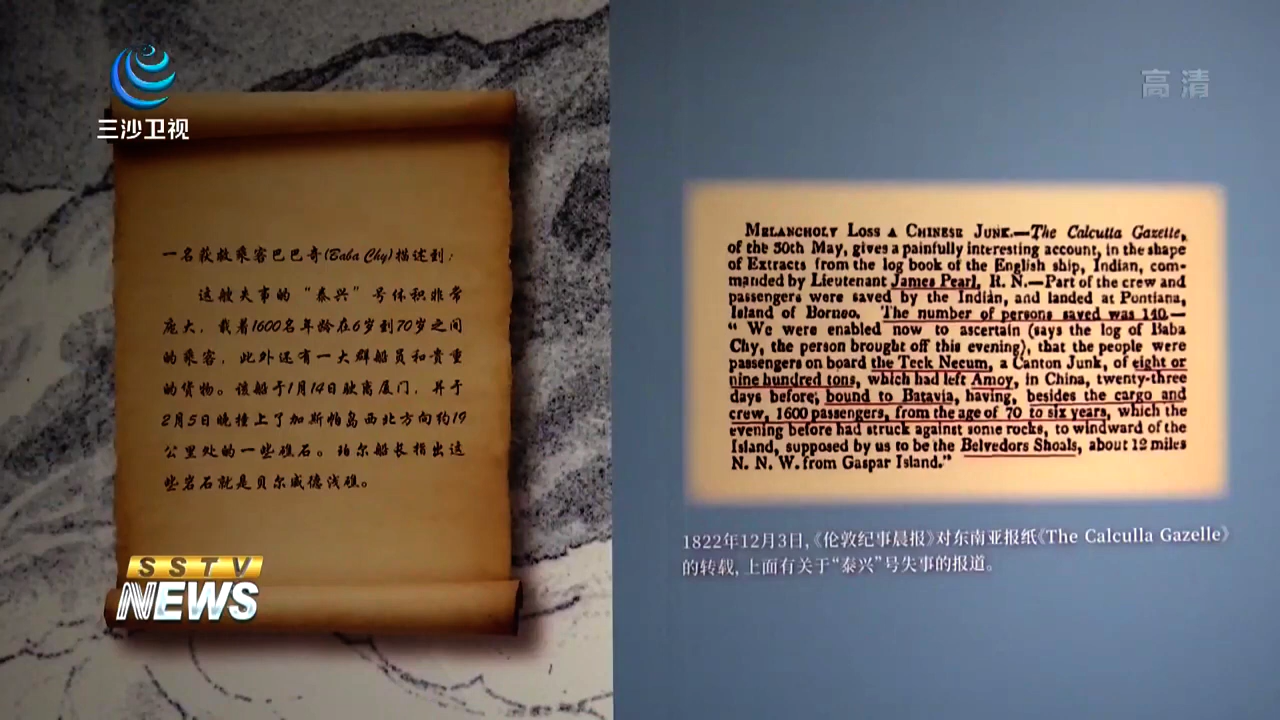 三沙卫视
高清
一名获救乘客巴巴奇(Baba Chy)描述到：
这艘失事的“泰兴”号体积非常
庞大，载着1600名年龄在6岁到70岁之间
的乘客，此外还有一大群船员和贵重
的货物。该船于1月14日驶离厦门，并于
2月5日晚撞上了加斯帕岛西北方向约19
公里处的一些礁石。珀尔船长指出这
些岩石就是贝尔威德浅礁。
SSTV
NEWS
MELANCHOLY LOSS A CHINESE JUNK.—The Calcutta Gazette,
of the 30th May, gives a painfully interesting account, in the shape
of Extracts from the log book of the English ship, Indian, com-
manded by Lieutenant James Pearl, R. N.—Part of the crew and
passengers were saved by the Indian, and landed at Pontiana,
Island of Borneo. The number of persons saved was 140.—
“ We were enabled now to ascertain (says the log of Baba
Chy, the person brought off this evening), that the people were
passengers on board the Teck Necum, a Canton Junk, of eight or
nine hundred tons, which had left Amoy, in China, twenty-three
days before, bound to Batavia, having, besides the cargo and
crew, 1600 passengers, from the age of 70 to six years, which the
evening before had struck against some rocks, to windward of the
Island, supposed by us to be the Belvedors Shoals, about 12 miles
N. N. W. from Gaspar Island.”
1822年12月3日，《伦敦纪事晨报》对东南亚报纸《The Calculla Gazelle》
的转载，上面有关于“泰兴”号失事的报道。